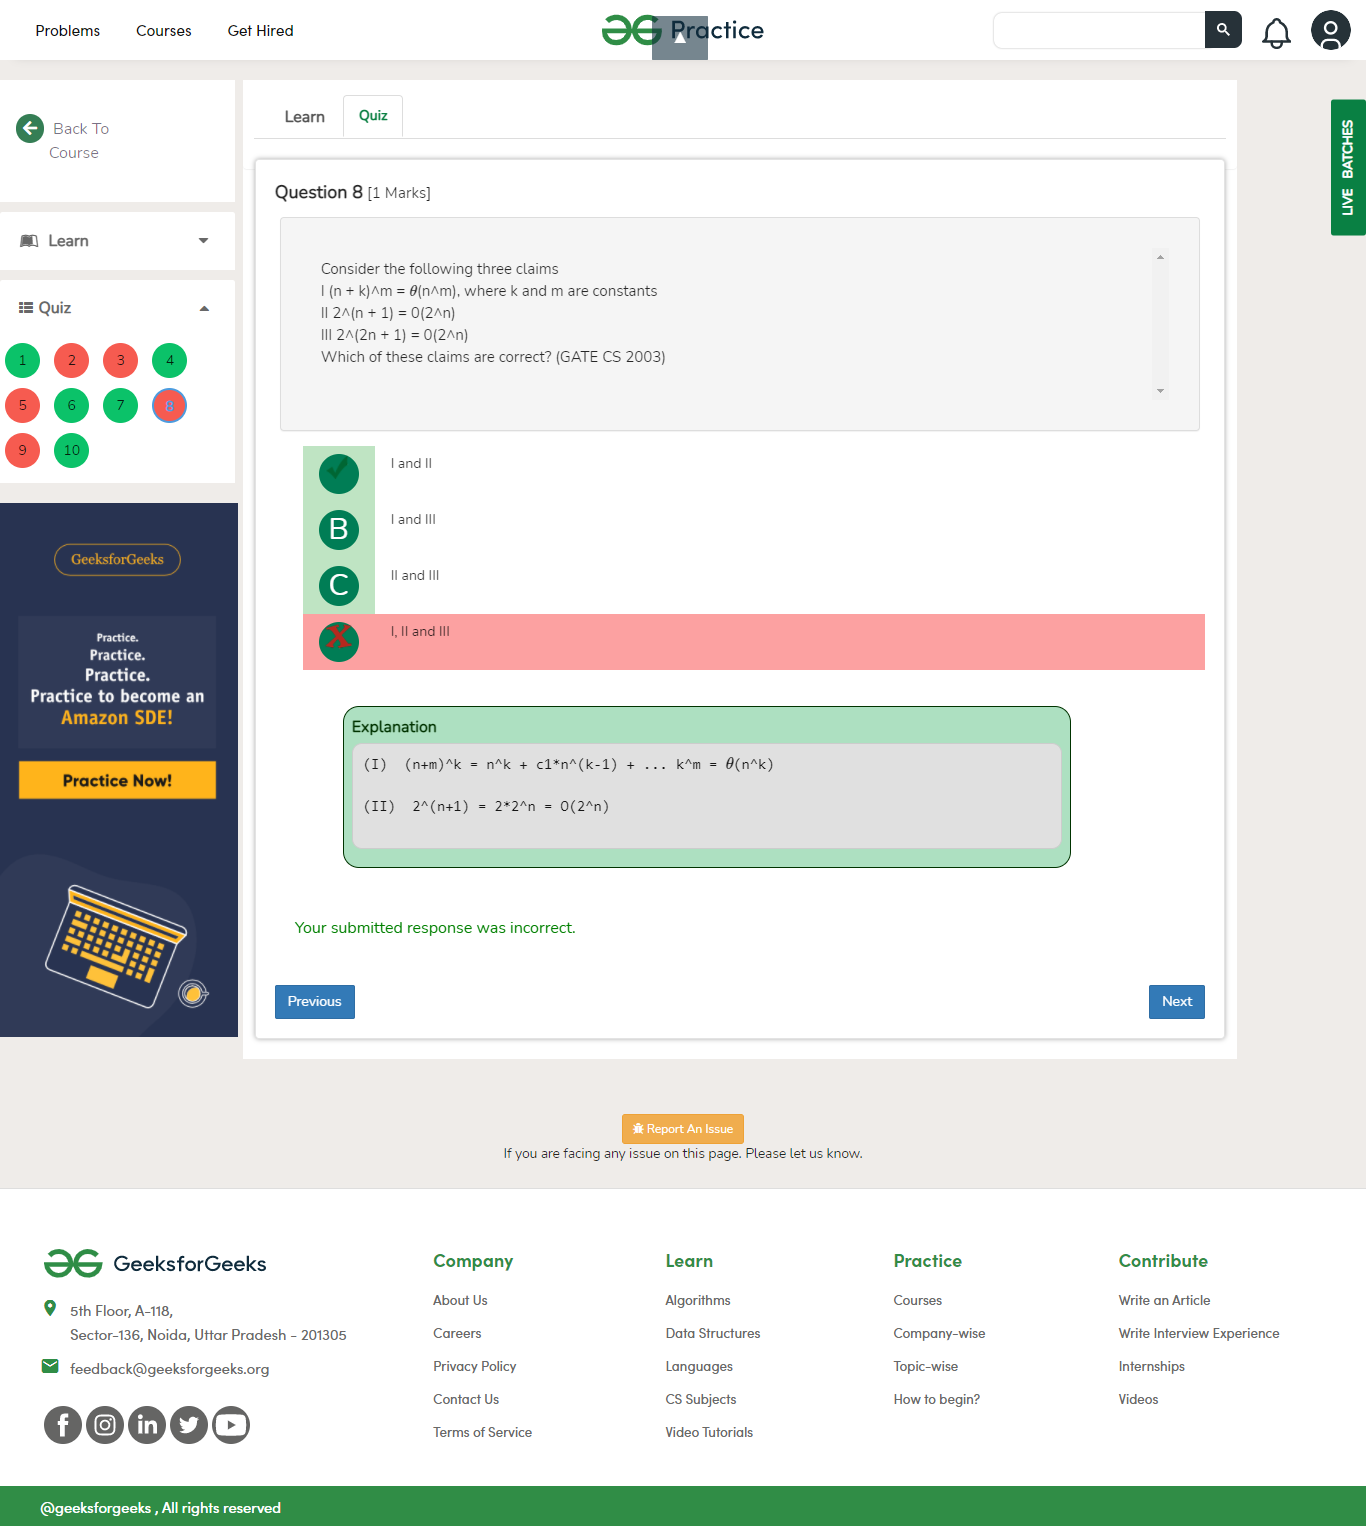 Problems Courses Get Hired
Practice
Back To
Course
Learn
Quiz
1 2 3 4
5 6 7 8
9 10
GeeksforGeeks
Practice.
Practice.
Practice.
Practice to become an
Amazon SDE!
Practice Now!
Learn Quiz
Question 8 [1 Marks]
Consider the following three claims
I (n + k)^m = θ(n^m), where k and m are constants
II 2^(n + 1) = 0(2^n)
III 2^(2n + 1) = 0(2^n)
Which of these claims are correct? (GATE CS 2003)
I and II
B I and III
C II and III
X I, II and III
Explanation
(I) (n+m)^k = n^k + c1*n^(k-1) + ... k^m = θ(n^k)
(II) 2^(n+1) = 2*2^n = O(2^n)
Your submitted response was incorrect.
Previous Next
LIVE BATCHES
Report An Issue
If you are facing any issue on this page. Please let us know.
GeeksforGeeks
5th Floor, A-118,
Sector-136, Noida, Uttar Pradesh - 201305
feedback@geeksforgeeks.org
Company
About Us
Careers
Privacy Policy
Contact Us
Terms of Service
Learn
Algorithms
Data Structures
Languages
CS Subjects
Video Tutorials
Practice
Courses
Company-wise
Topic-wise
How to begin?
Contribute
Write an Article
Write Interview Experience
Internships
Videos
@geeksforgeeks , All rights reserved